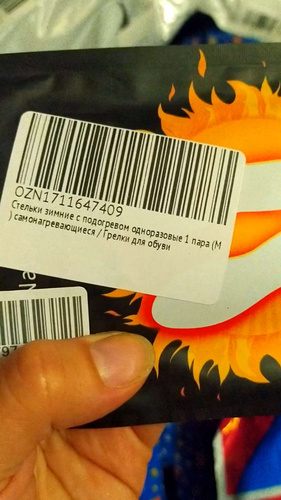 OZN1711647409
Стельки зимние с подогревом одноразовые 1 пара (M
) самонагревающиеся / Грелки для обуви